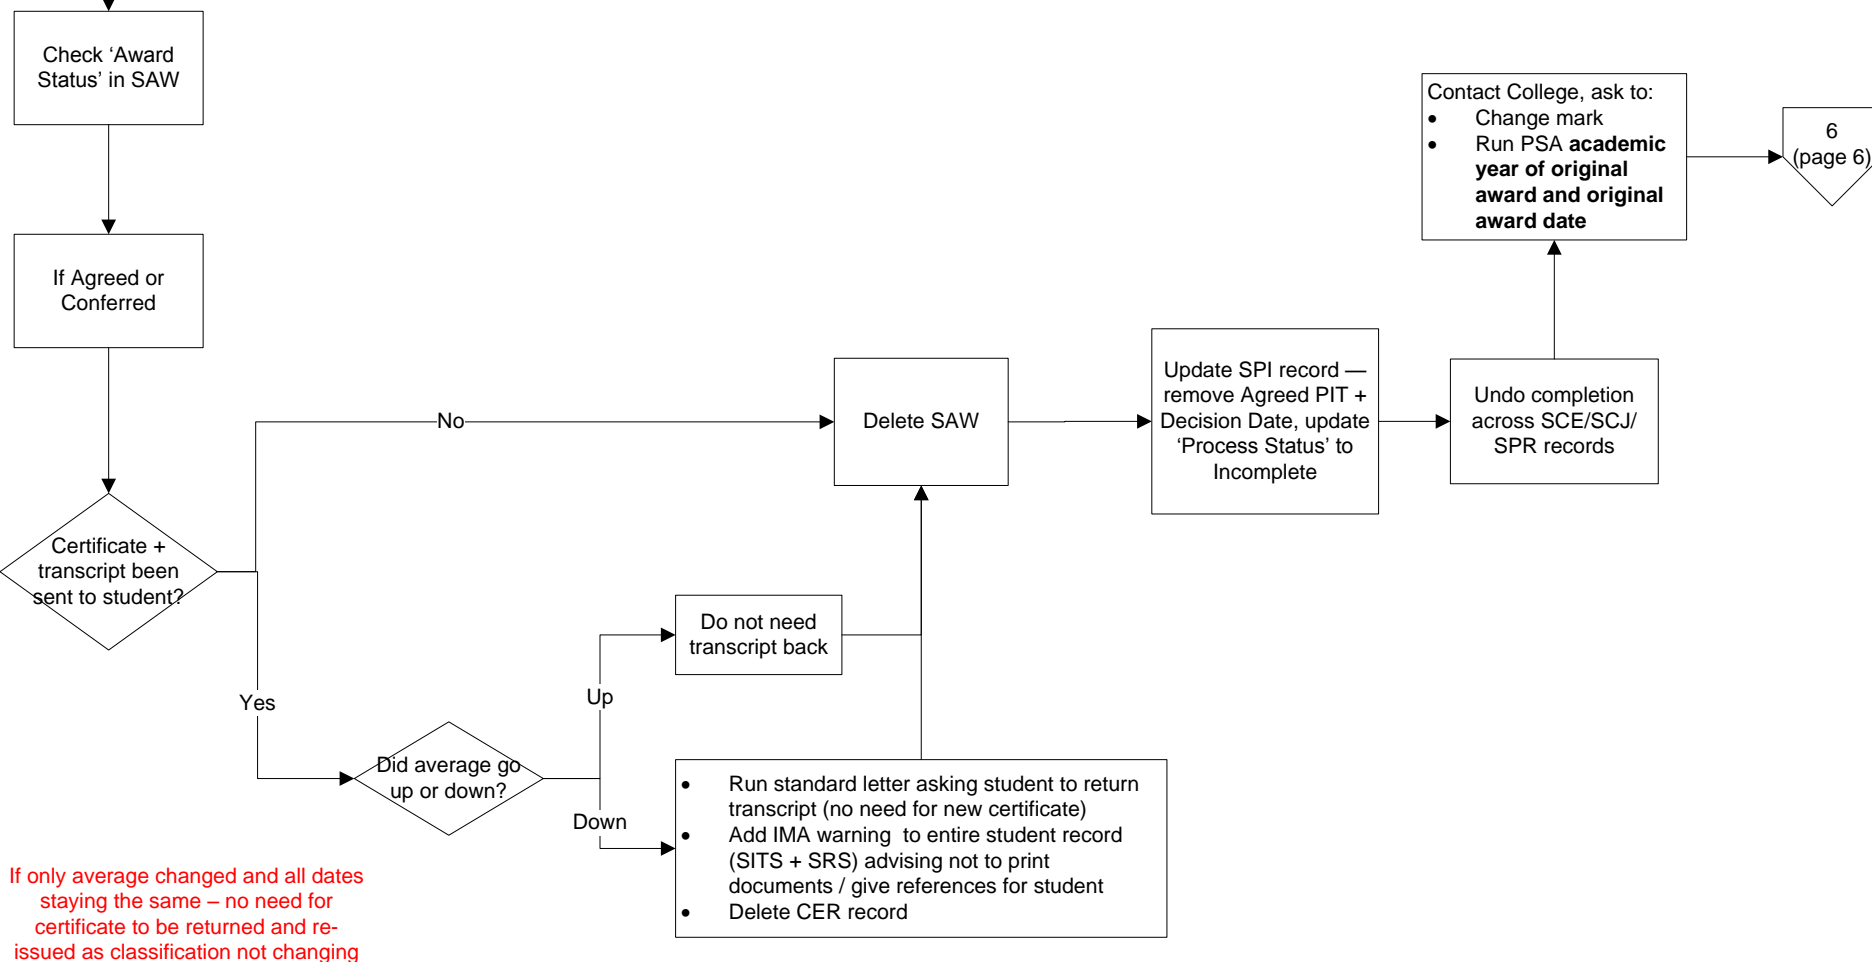 Check ‘Award
Status’ in SAW
If Agreed or
Conferred
Certificate +
transcript been
sent to student?
No
Yes
Did average go
up or down?
Up
Down
Do not need
transcript back
• Run standard letter asking student to return
transcript (no need for new certificate)
• Add IMA warning  to entire student record
(SITS + SRS) advising not to print
documents / give references for student
• Delete CER record
Delete SAW
Update SPI record —
remove Agreed PIT +
Decision Date, update
‘Process Status’ to
Incomplete
Undo completion
across SCE/SCJ/
SPR records
Contact College, ask to:
• Change mark
• Run PSA academic
year of original
award and original
award date
6
(page 6)
If only average changed and all dates
staying the same – no need for
certificate to be returned and re-
issued as classification not changing